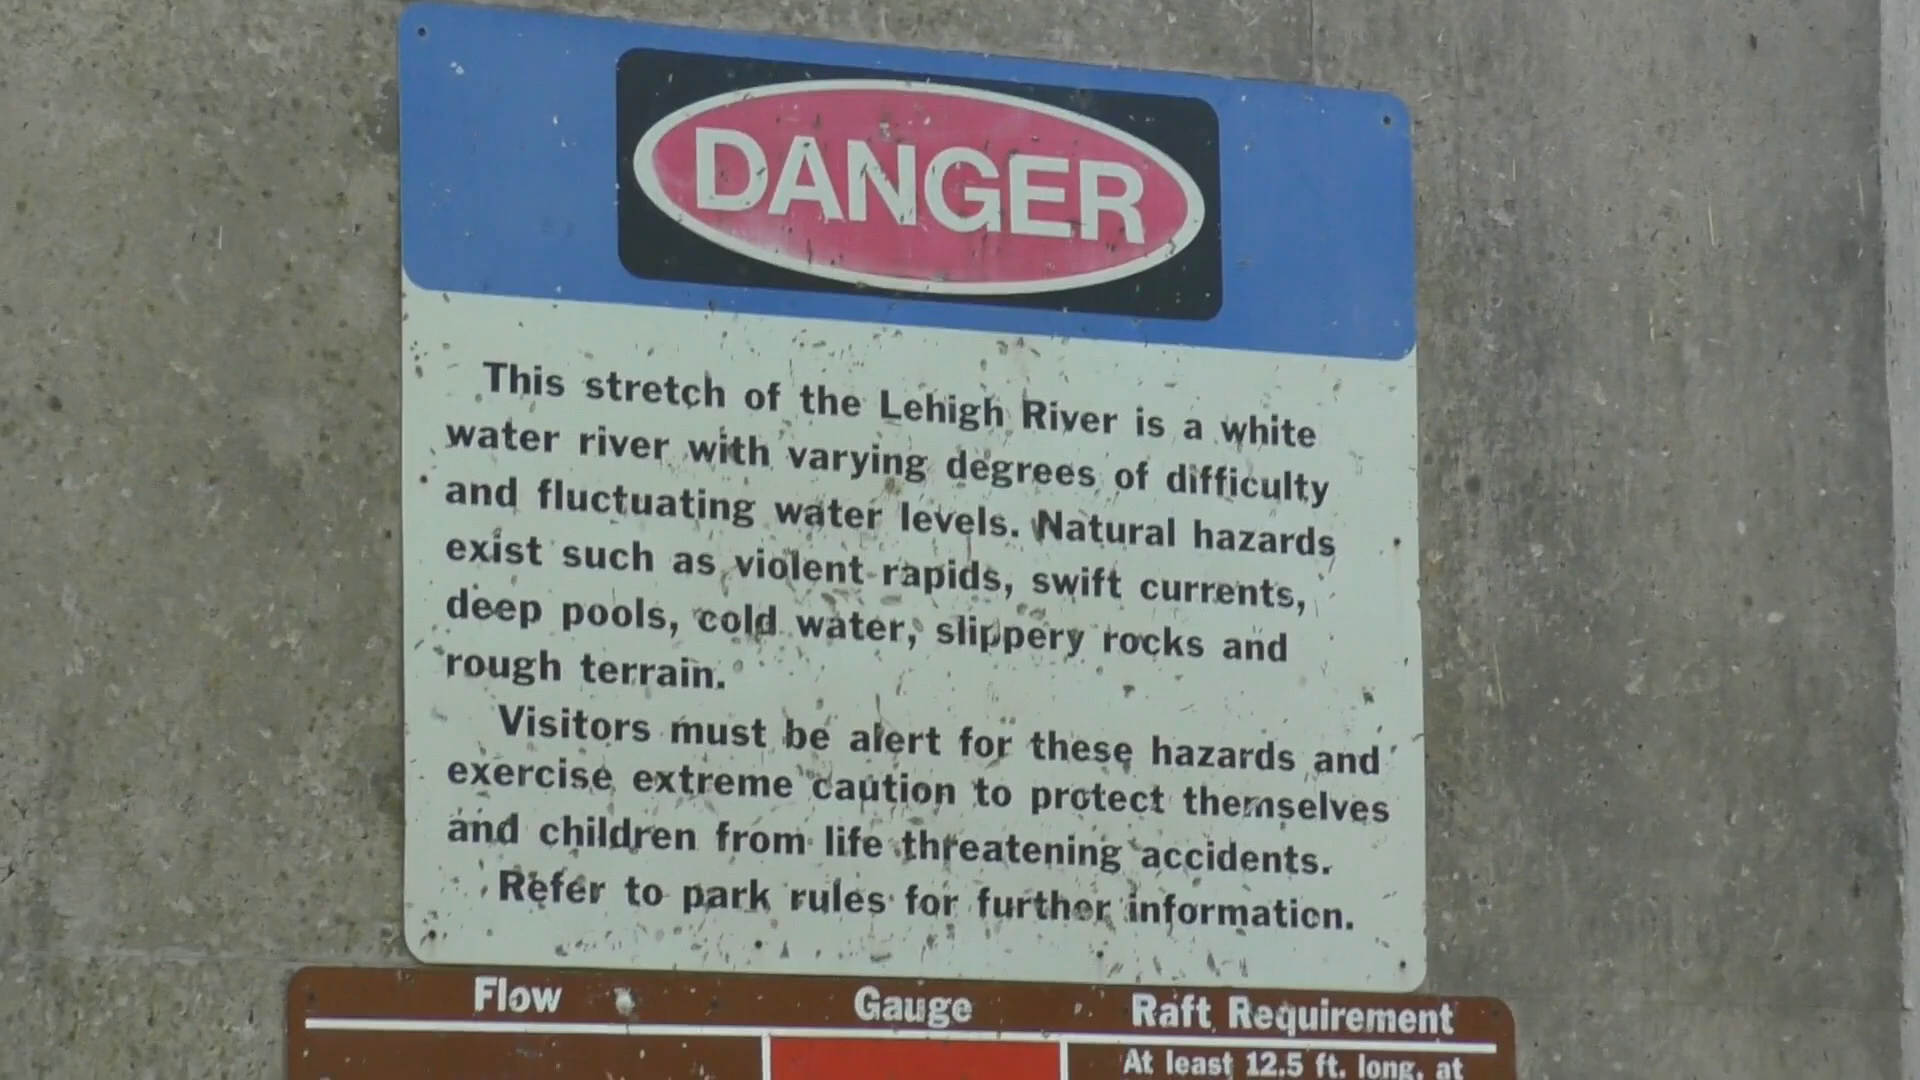 DANGER
This stretch of the Lehigh River is a white
water river with varying degrees of difficulty
and fluctuating water levels. Natural hazards
exist such as violent rapids, swift currents,
deep pools, cold water, slippery rocks and
rough terrain.
Visitors must be alert for these hazards and
exercise extreme caution to protect themselves
and children from life threatening accidents.
Refer to park rules for further information.
Flow Gauge Raft Requirement
At least 12.5 ft. long, at